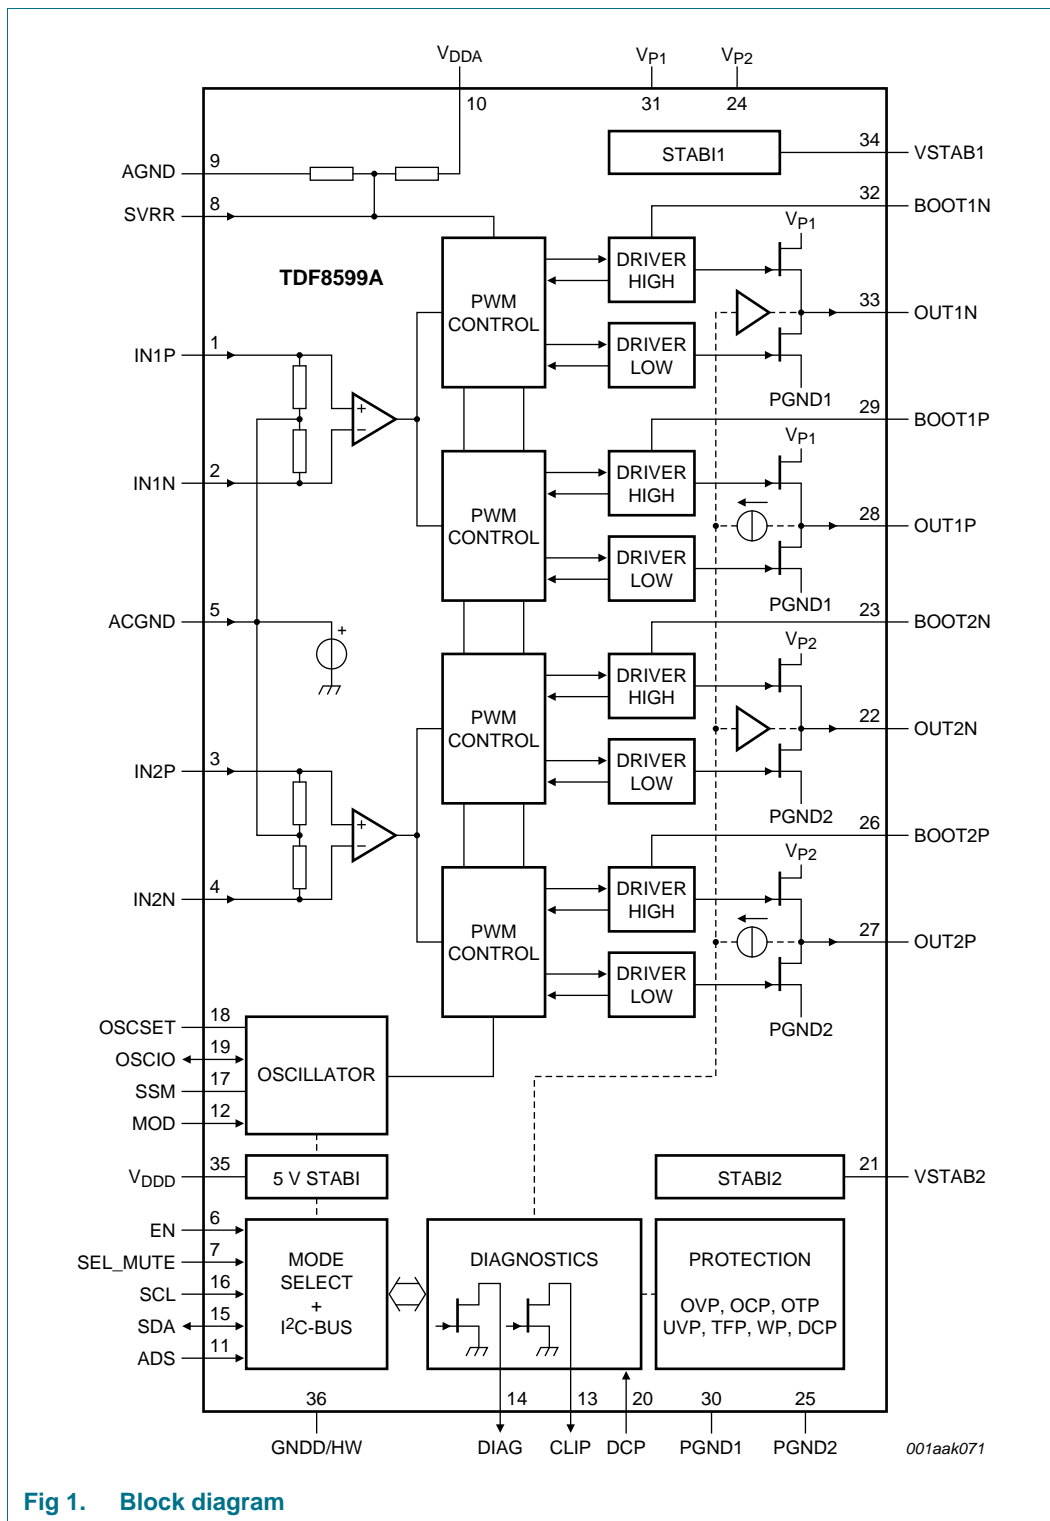 VDDA
VP1
VP2
10
31
24
AGND
9
STABI1
34
VSTAB1
SVRR
8
32
BOOT1N
TDF8599A
PWM
CONTROL
DRIVER
HIGH
VP1
33
OUT1N
IN1P
1
DRIVER
LOW
PGND1
+
−
29
BOOT1P
IN1N
2
PWM
CONTROL
DRIVER
HIGH
VP1
28
OUT1P
DRIVER
LOW
PGND1
ACGND
5
+
23
BOOT2N
PWM
CONTROL
DRIVER
HIGH
VP2
22
OUT2N
IN2P
3
DRIVER
LOW
PGND2
+
−
26
BOOT2P
IN2N
4
PWM
CONTROL
DRIVER
HIGH
VP2
27
OUT2P
DRIVER
LOW
PGND2
OSCSET
18
OSCIO
19
SSM
17
MOD
12
OSCILLATOR
VDDD
35
5 V STABI
STABI2
21
VSTAB2
EN
6
SEL_MUTE
7
SCL
16
SDA
15
ADS
11
MODE
SELECT
+
I2C-BUS
DIAGNOSTICS
PROTECTION
OVP, OCP, OTP
UVP, TFP, WP, DCP
36
14
13
20
30
25
GNDD/HW
DIAG
CLIP
DCP
PGND1
PGND2
001aak071
Fig 1. Block diagram